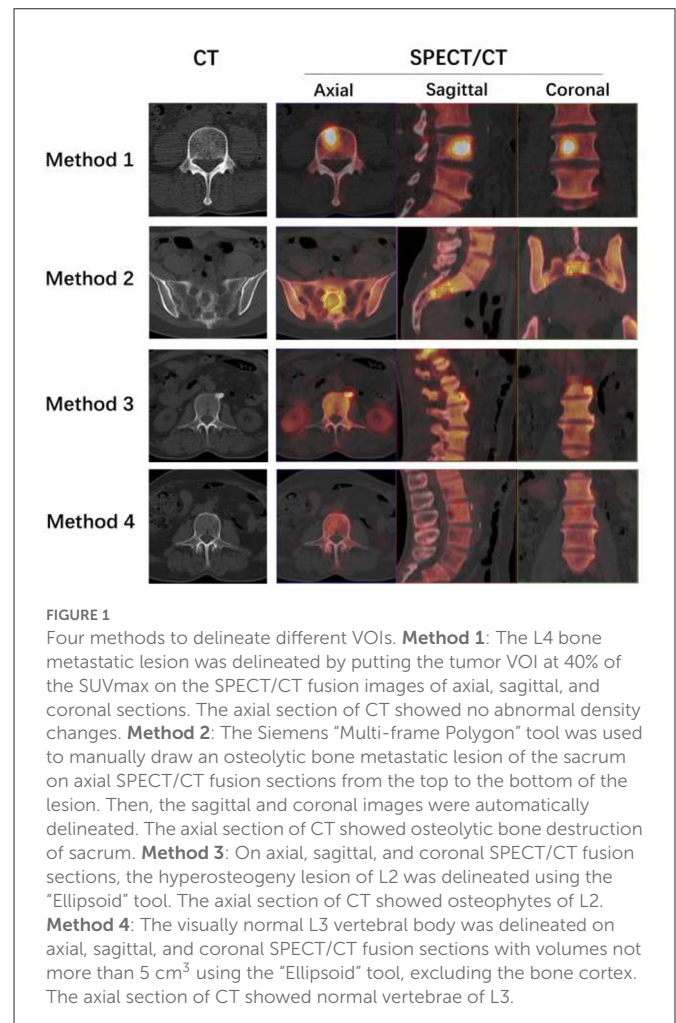 CT
SPECT/CT
Axial Sagittal Coronal
Method 1
Method 2
Method 3
Method 4
FIGURE 1
Four methods to delineate different VOIs. Method 1: The L4 bone
metastatic lesion was delineated by putting the tumor VOI at 40% of
the SUVmax on the SPECT/CT fusion images of axial, sagittal, and
coronal sections. The axial section of CT showed no abnormal density
changes. Method 2: The Siemens "Multi-frame Polygon" tool was used
to manually draw an osteolytic bone metastatic lesion of the sacrum
on axial SPECT/CT fusion sections from the top to the bottom of the
lesion. Then, the sagittal and coronal images were automatically
delineated. The axial section of CT showed osteolytic bone destruction
of sacrum. Method 3: On axial, sagittal, and coronal SPECT/CT fusion
sections, the hyperosteogeny lesion of L2 was delineated using the
"Ellipsoid" tool. The axial section of CT showed osteophytes of L2.
Method 4: The visually normal L3 vertebral body was delineated on
axial, sagittal, and coronal SPECT/CT fusion sections with volumes not
more than 5 cm³ using the "Ellipsoid" tool, excluding the bone cortex.
The axial section of CT showed normal vertebrae of L3.